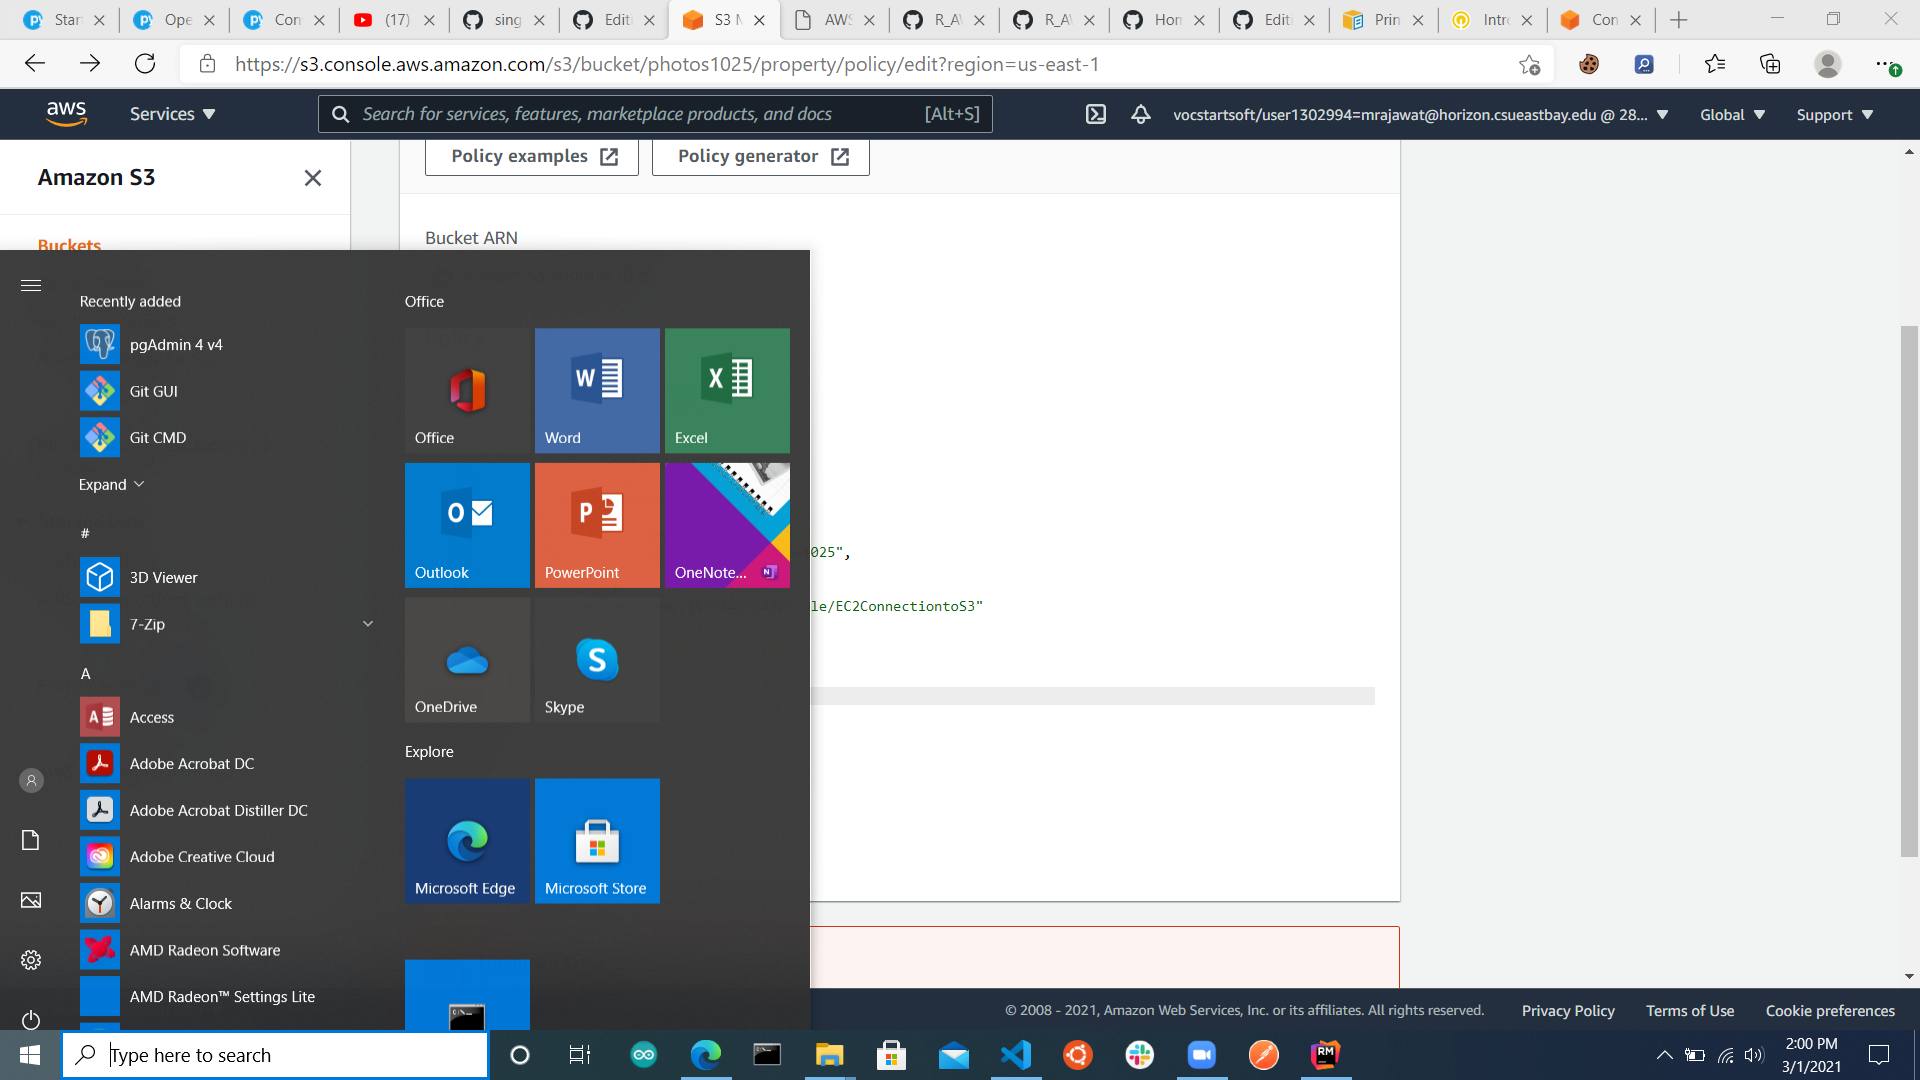 Star
Ope
Con
(17)
sing
Editi
S3 M
AWS
R_AV
R_AV
Hom
Editi
Prin
Intro
Con
https://s3.console.aws.amazon.com/s3/bucket/photos1025/property/policy/edit?region=us-east-1
aws
Services
Search for services, features, marketplace products, and docs
[Alt+S]
vocstartsoft/user1302994=mrajawat@horizon.csueastbay.edu @ 28...
Global
Support
Amazon S3
Policy examples
Policy generator
Buckets
Bucket ARN
Recently added
pgAdmin 4 v4
Git GUI
Git CMD
Expand
#
3D Viewer
7-Zip
A
Access
Adobe Acrobat DC
Adobe Acrobat Distiller DC
Adobe Creative Cloud
Alarms & Clock
AMD Radeon Software
AMD Radeon™ Settings Lite
Office
Office
Word
Excel
Outlook
PowerPoint
OneNote...
OneDrive
Skype
Explore
Microsoft Edge
Microsoft Store
025",
le/EC2ConnectiontoS3"
© 2008 - 2021, Amazon Web Services, Inc. or its affiliates. All rights reserved.
Privacy Policy
Terms of Use
Cookie preferences
Type here to search
2:00 PM
3/1/2021